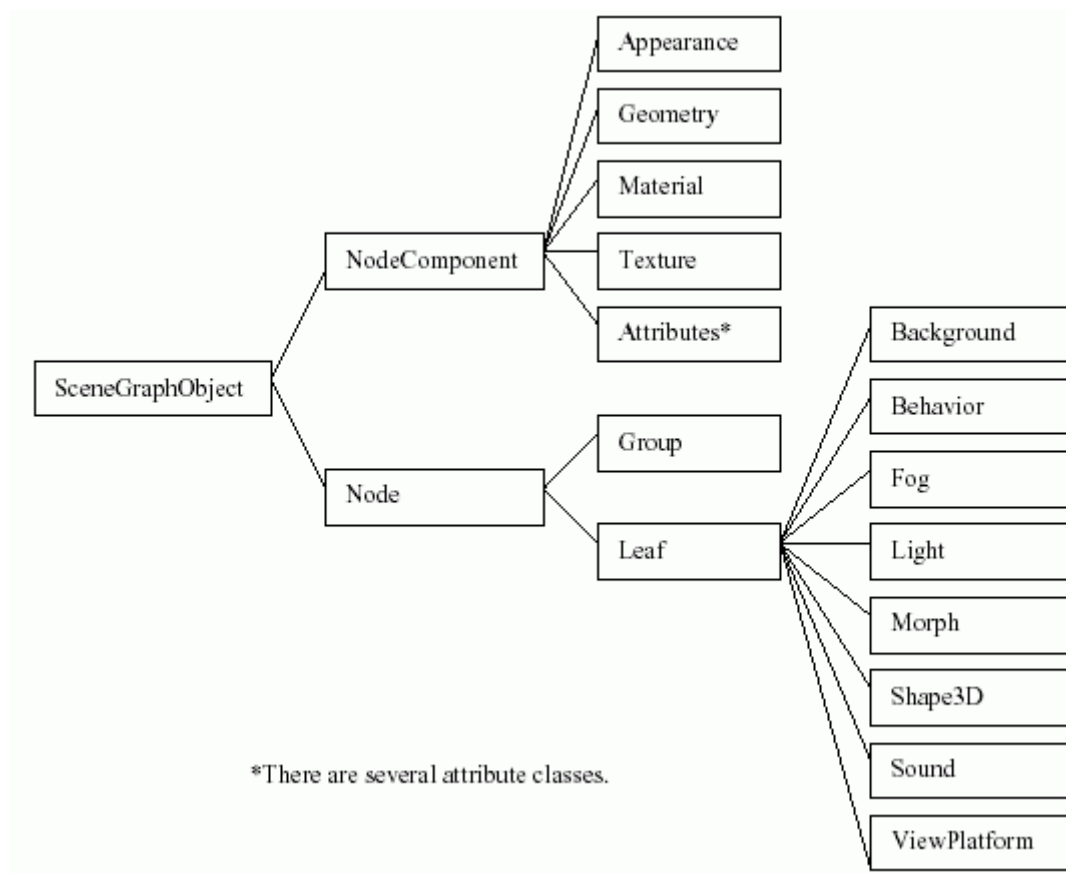 Appearance
Geometry
Material
NodeComponent
Texture
Attributes*
Background
SceneGraphObject
Behavior
Group
Fog
Node
Leaf
Light
Morph
Shape3D
*There are several attribute classes.
Sound
ViewPlatform